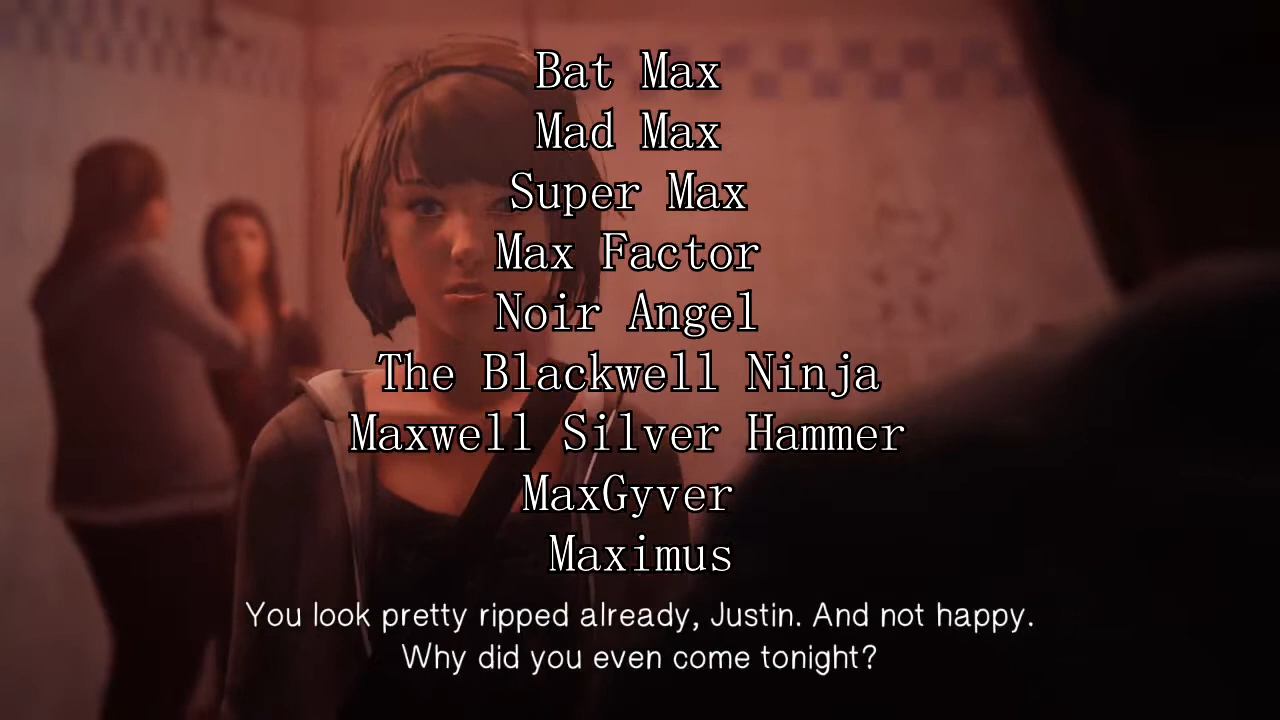 Bat Max
Mad Max
Super Max
Max Factor
Noir Angel
The Blackwell Ninja
Maxwell Silver Hammer
MaxGyver
Maximus
You look pretty ripped already, Justin. And not happy.
Why did you even come tonight?